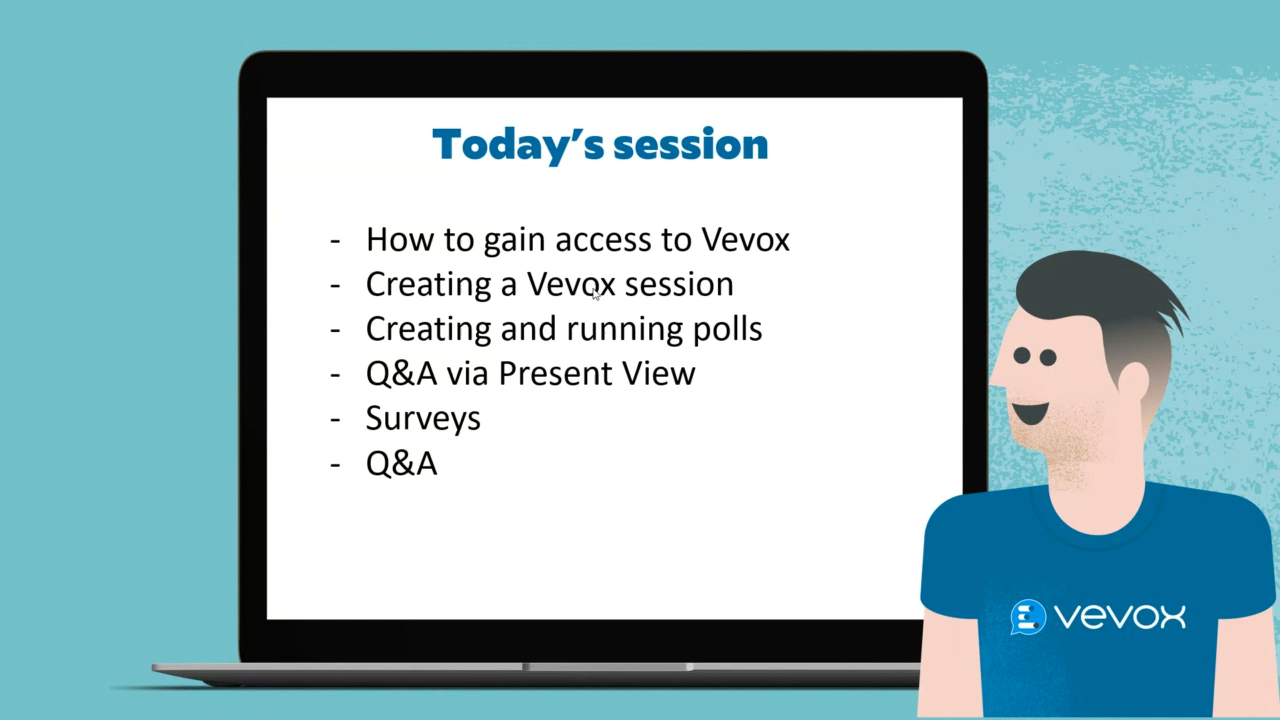 Today's session
- How to gain access to Vevox
- Creating a Vevox session
- Creating and running polls
- Q&A via Present View
- Surveys
- Q&A
vevox